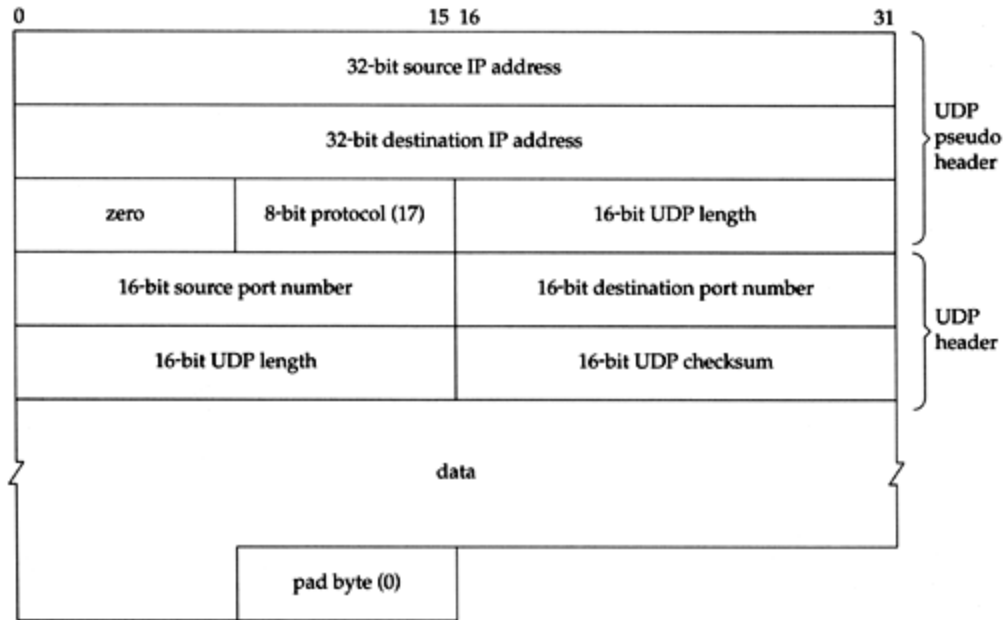 0 15 16 31
32-bit source IP address
32-bit destination IP address
UDP
pseudo
header
zero 8-bit protocol (17) 16-bit UDP length
16-bit source port number 16-bit destination port number
UDP
header
16-bit UDP length 16-bit UDP checksum
data
pad byte (0)